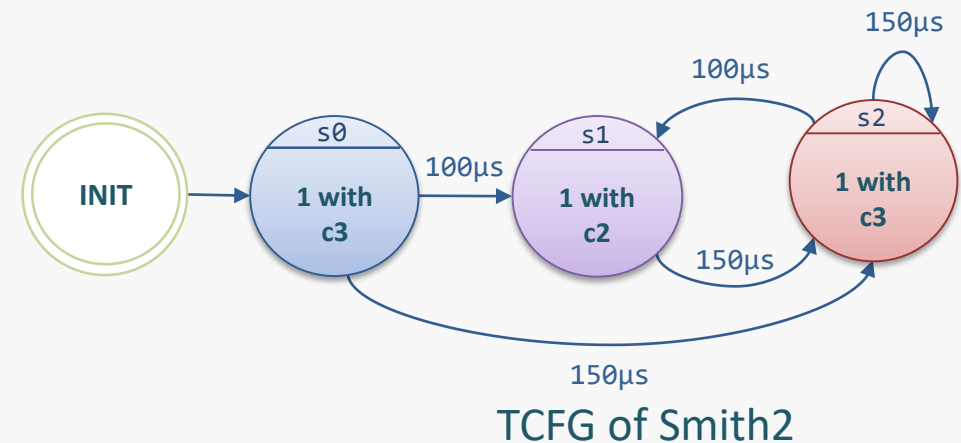 150µs
100µs
s0
s1
s2
INIT
1 with
c3
100µs
1 with
c2
1 with
c3
150µs
150µs
TCFG of Smith2